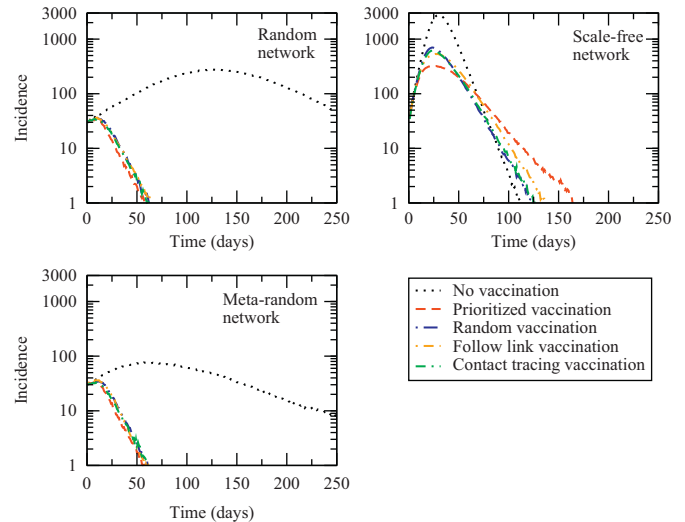 3000
1000
100
10
1
Incidence
Random
network
0 50 100 150 200 250
Time (days)
3000
1000
100
10
1
Scale-free
network
0 50 100 150 200 250
Time (days)
3000
1000
100
10
1
Incidence
Meta-random
network
0 50 100 150 200 250
Time (days)
No vaccination
Prioritized vaccination
Random vaccination
Follow link vaccination
Contact tracing vaccination